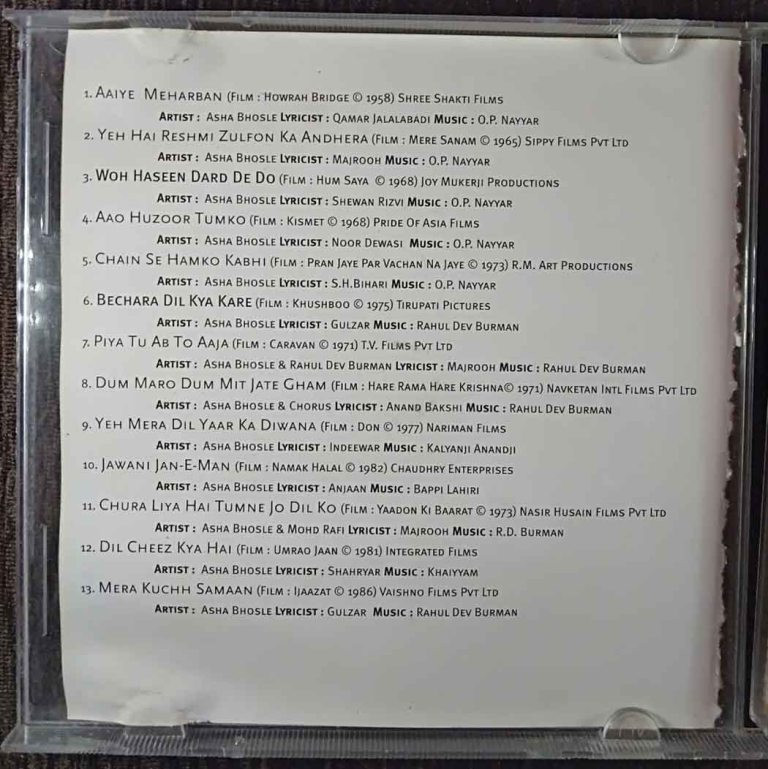 1. Aaiye Meharban (Film : Howrah Bridge © 1958) Shree Shakti Films
Artist : Asha Bhosle Lyricist : Qamar Jalalabadi Music : O.P. Nayyar
2. Yeh Hai Reshmi Zulfon Ka Andhera (Film : Mere Sanam © 1965) Sippy Films Pvt Ltd
Artist : Asha Bhosle Lyricist : Majrooh Music : O.P. Nayyar
3. Woh Haseen Dard De Do (Film : Hum Saya © 1968) Joy Mukerji Productions
Artist : Asha Bhosle Lyricist : Shewan Rizvi Music : O.P. Nayyar
4. Aao Huzoor Tumko (Film : Kismet © 1968) Pride Of Asia Films
Artist : Asha Bhosle Lyricist : Noor Dewasi Music : O.P. Nayyar
5. Chain Se Hamko Kabhi (Film : Pran Jaye Par Vachan Na Jaye © 1973) R.M. Art Productions
Artist : Asha Bhosle Lyricist : S.H.Bihari Music : O.P. Nayyar
6. Bechara Dil Kya Kare (Film : Khushboo © 1975) Tirupati Pictures
Artist : Asha Bhosle Lyricist : Gulzar Music : Rahul Dev Burman
7. Piya Tu Ab To Aaja (Film : Caravan © 1971) T.V. Films Pvt Ltd
Artist : Asha Bhosle & Rahul Dev Burman Lyricist : Majrooh Music : Rahul Dev Burman
8. Dum Maro Dum Mit Jate Gham (Film : Hare Rama Hare Krishna© 1971) Navketan Intl Films Pvt Ltd
Artist : Asha Bhosle & Chorus Lyricist : Anand Bakshi Music : Rahul Dev Burman
9. Yeh Mera Dil Yaar Ka Diwana (Film : Don © 1977) Nariman Films
Artist : Asha Bhosle Lyricist : Indeewar Music : Kalyanji Anandji
10. Jawani Jan-E-Man (Film : Namak Halal © 1982) Chaudhry Enterprises
Artist : Asha Bhosle Lyricist : Anjaan Music : Bappi Lahiri
11. Chura Liya Hai Tumne Jo Dil Ko (Film : Yaadon Ki Baarat © 1973) Nasir Husain Films Pvt Ltd
Artist : Asha Bhosle & Mohd Rafi Lyricist : Majrooh Music : R.D. Burman
12. Dil Cheez Kya Hai (Film : Umrao Jaan © 1981) Integrated Films
Artist : Asha Bhosle Lyricist : Shahryar Music : Khaiyyam
13. Mera Kuchh Samaan (Film : Ijaazat © 1986) Vaishno Films Pvt Ltd
Artist : Asha Bhosle Lyricist : Gulzar Music : Rahul Dev Burman